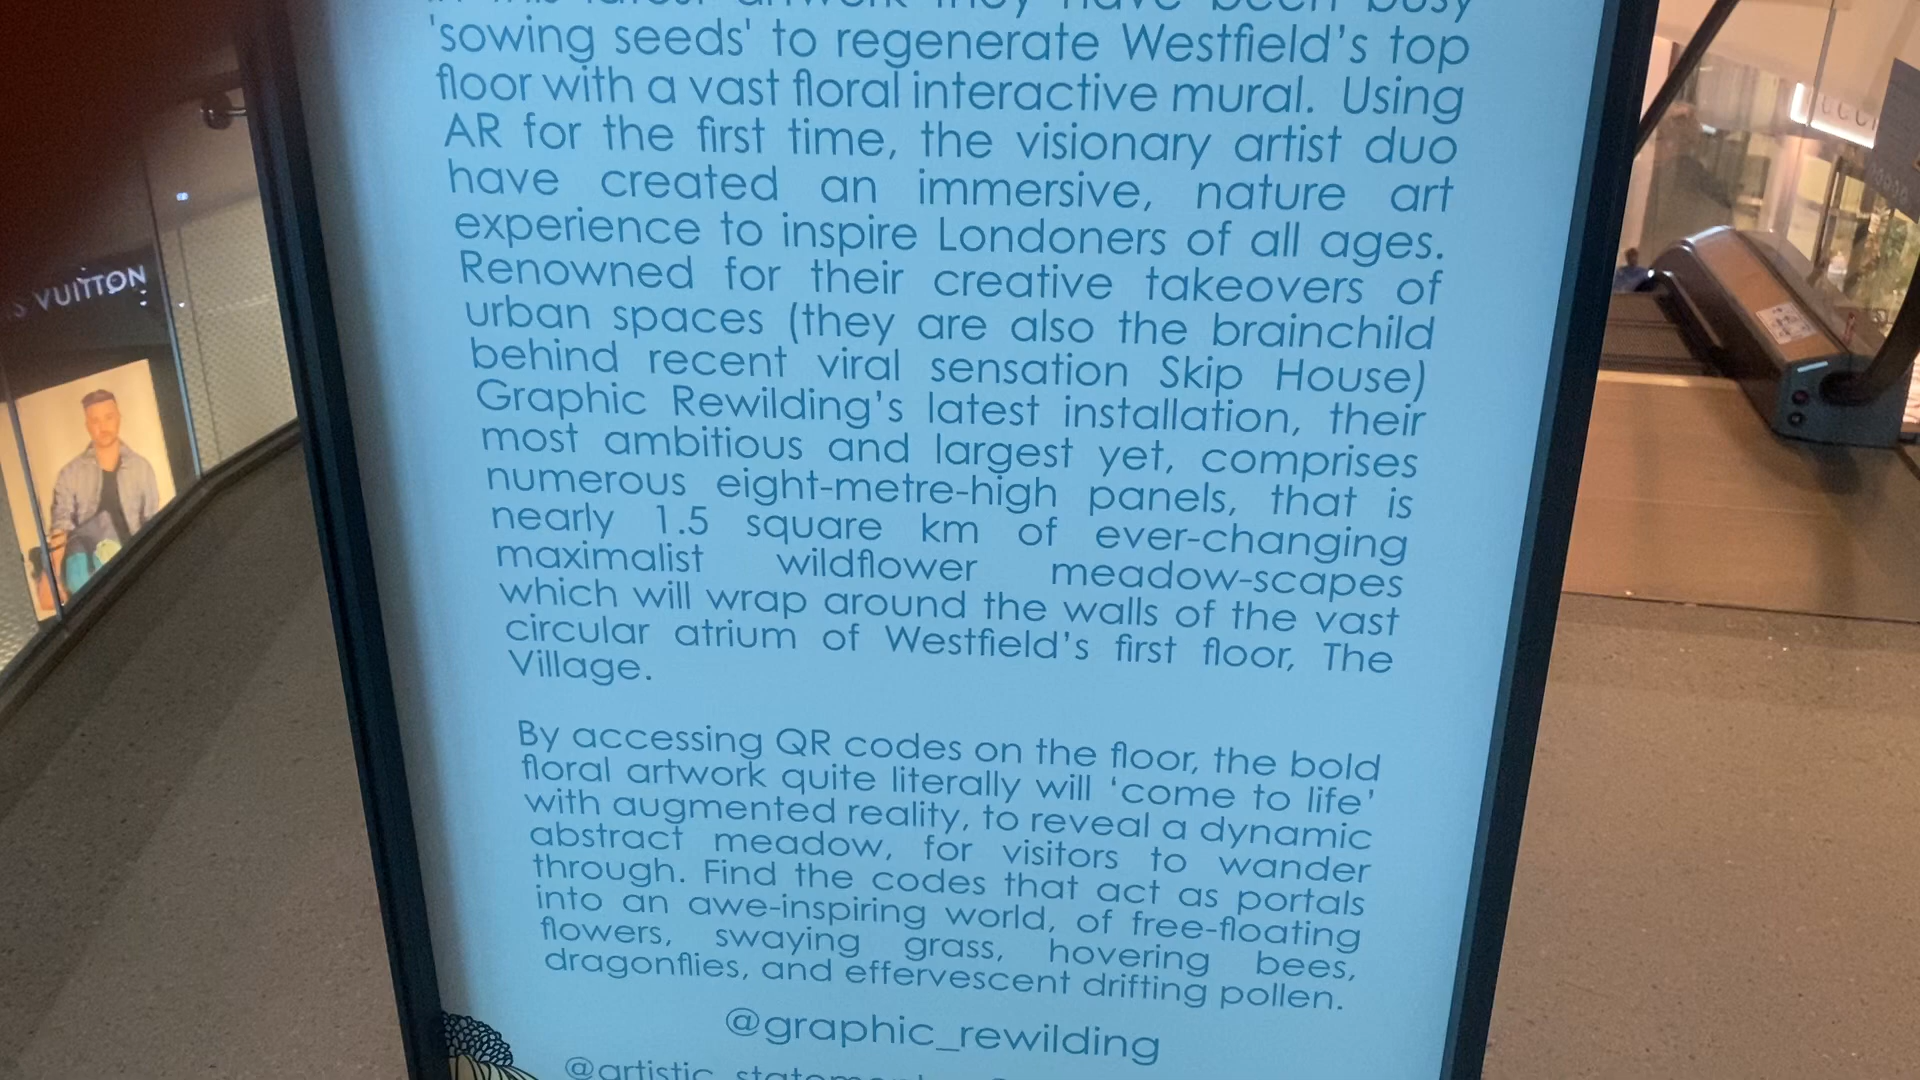 this latest artwork they have been busy
'sowing seeds' to regenerate Westfield's top
floor with a vast floral interactive mural. Using
AR for the first time, the visionary artist duo
have created an immersive, nature art
experience to inspire Londoners of all ages.
Renowned for their creative takeovers of
urban spaces (they are also the brainchild
behind recent viral sensation Skip House)
Graphic Rewilding's latest installation, their
most ambitious and largest yet, comprises
numerous eight-metre-high panels, that is
nearly 1.5 square km of ever-changing
maximalist wildflower meadow-scapes
which will wrap around the walls of the vast
circular atrium of Westfield's first floor, The
Village.
By accessing QR codes on the floor, the bold
floral artwork quite literally will 'come to life'
with augmented reality, to reveal a dynamic
abstract meadow, for visitors to wander
through. Find the codes that act as portals
into an awe-inspiring world, of free-floating
flowers, swaying grass, hovering bees,
dragonflies, and effervescent drifting pollen.
@graphic_rewilding
VUITTON